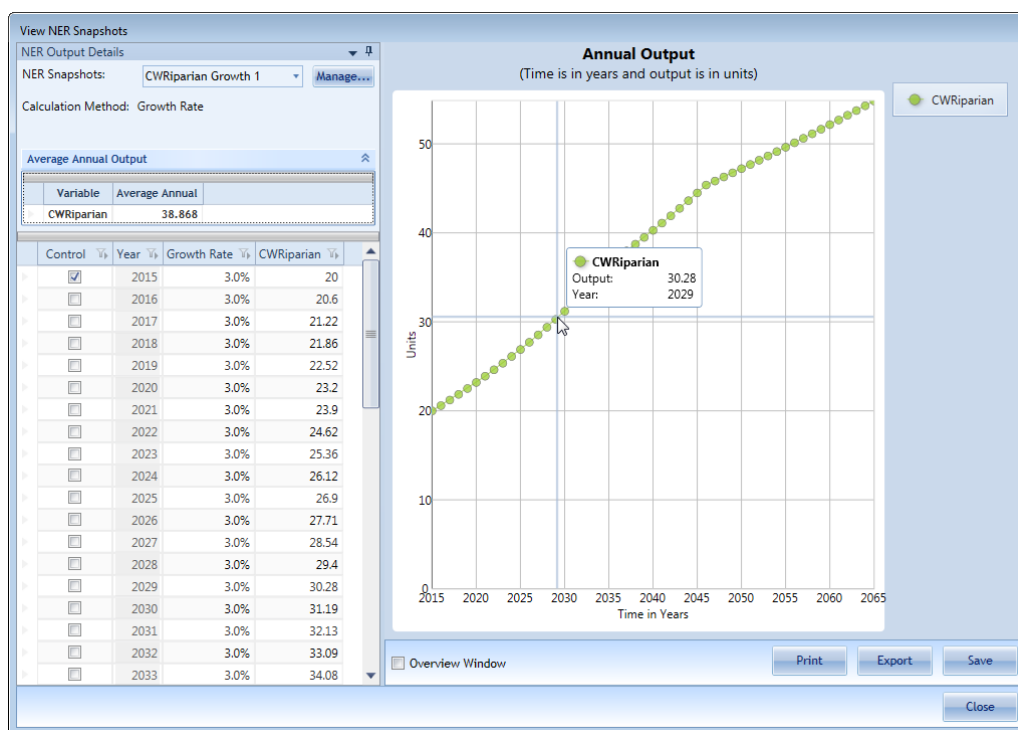 View NER Snapshots
NER Output Details
NER Snapshots: CWRiparian Growth 1 Manage...
Calculation Method: Growth Rate
Average Annual Output
Variable Average Annual
CWRiparian 38.868
Control Year Growth Rate CWRiparian
2015 3.0% 20
2016 3.0% 20.6
2017 3.0% 21.22
2018 3.0% 21.86
2019 3.0% 22.52
2020 3.0% 23.2
2021 3.0% 23.9
2022 3.0% 24.62
2023 3.0% 25.36
2024 3.0% 26.12
2025 3.0% 26.9
2026 3.0% 27.71
2027 3.0% 28.54
2028 3.0% 29.4
2029 3.0% 30.28
2030 3.0% 31.19
2031 3.0% 32.13
2032 3.0% 33.09
2033 3.0% 34.08
Annual Output
(Time is in years and output is in units)
CWRiparian
50
40
30
20
10
0
Units
CWRiparian
Output: 30.28
Year: 2029
2015 2020 2025 2030 2035 2040 2045 2050 2055 2060 2065
Time in Years
Overview Window
Print Export Save
Close